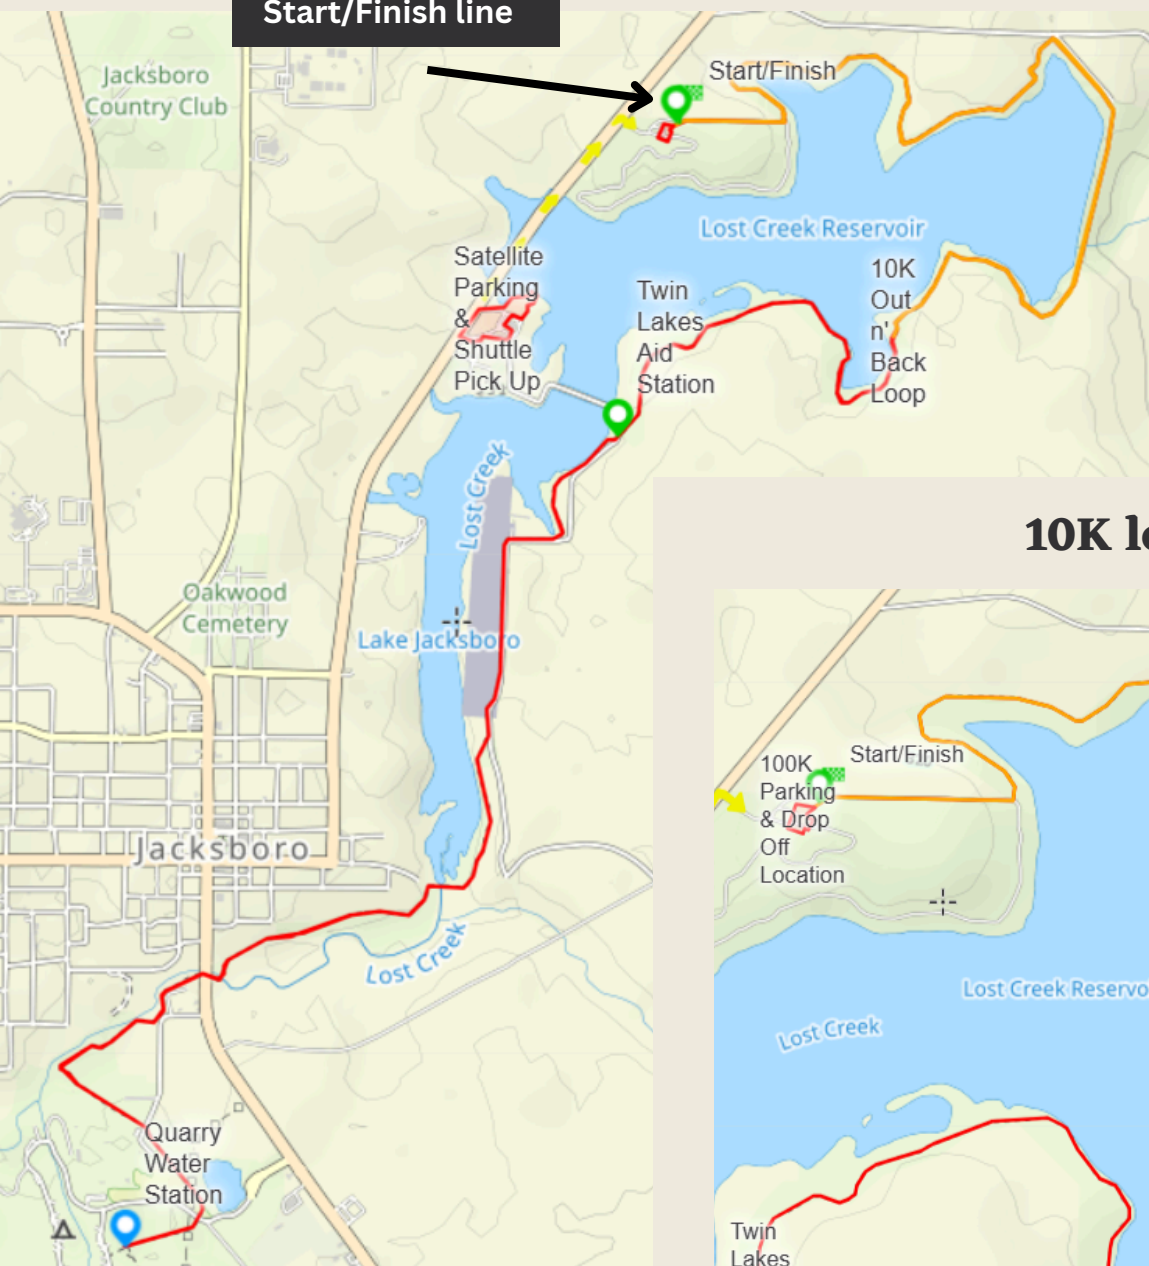 Start/Finish line
Jacksboro
Country Club
Start/Finish
Lost Creek Reservoir
Satellite
Parking
&
Shuttle
Pick Up
Twin
Lakes
Aid
Station
10K
Out
n'
Back
Loop
Lost Creek
Oakwood
Cemetery
Lake Jacksboro
Jacksboro
Lost Creek
Quarry
Water
Station
10K
100K
Parking
& Drop
Off
Location
Start/Finish
Lost Creek
Lost Creek Reservo
Twin
Lakes